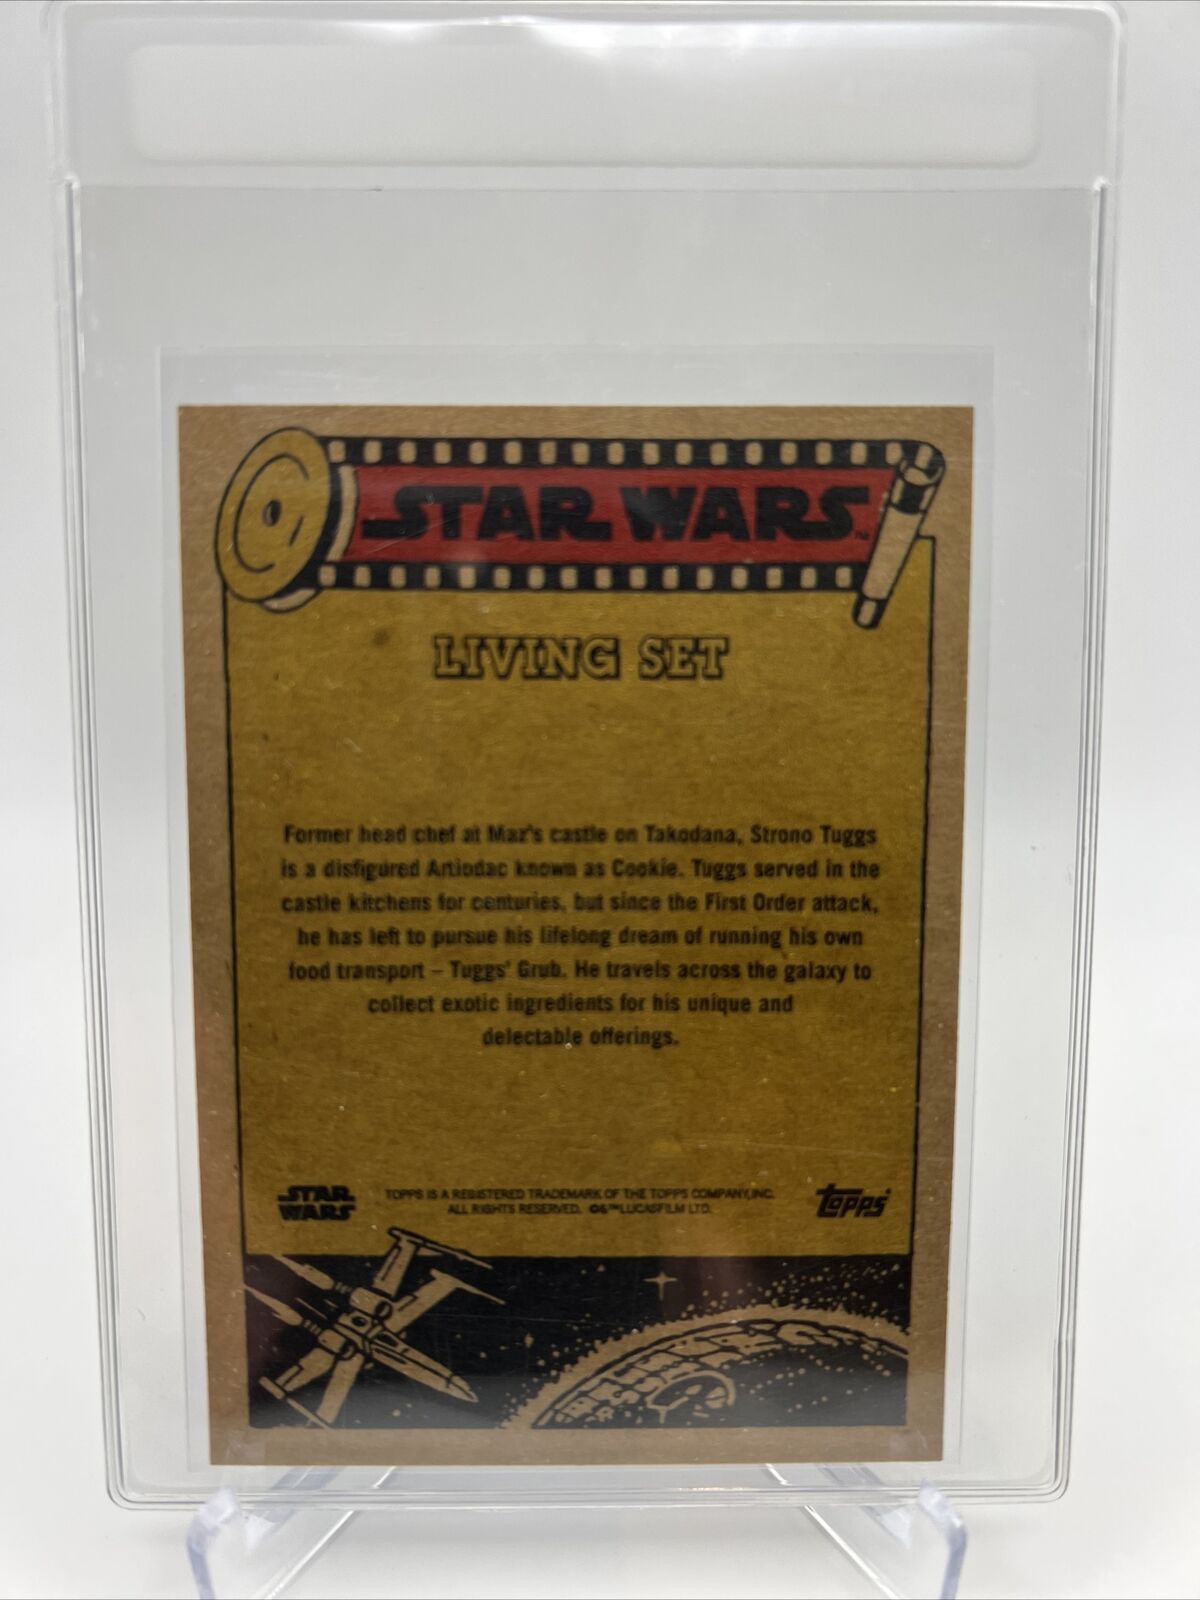 STAR WARS™
LIVING SET
Former head chef at Maz's castle on Takodana, Strono Tuggs
is a disfigured Artiodac known as Cookie. Tuggs served in the
castle kitchens for centuries, but since the First Order attack,
he has left to pursue his lifelong dream of running his own
food transport – Tuggs' Grub. He travels across the galaxy to
collect exotic ingredients for his unique and
delectable offerings.
STAR
WARS
TOPPS IS A REGISTERED TRADEMARK OF THE TOPPS COMPANY, INC.
ALL RIGHTS RESERVED. ©&™ LUCASFILM LTD.
topps